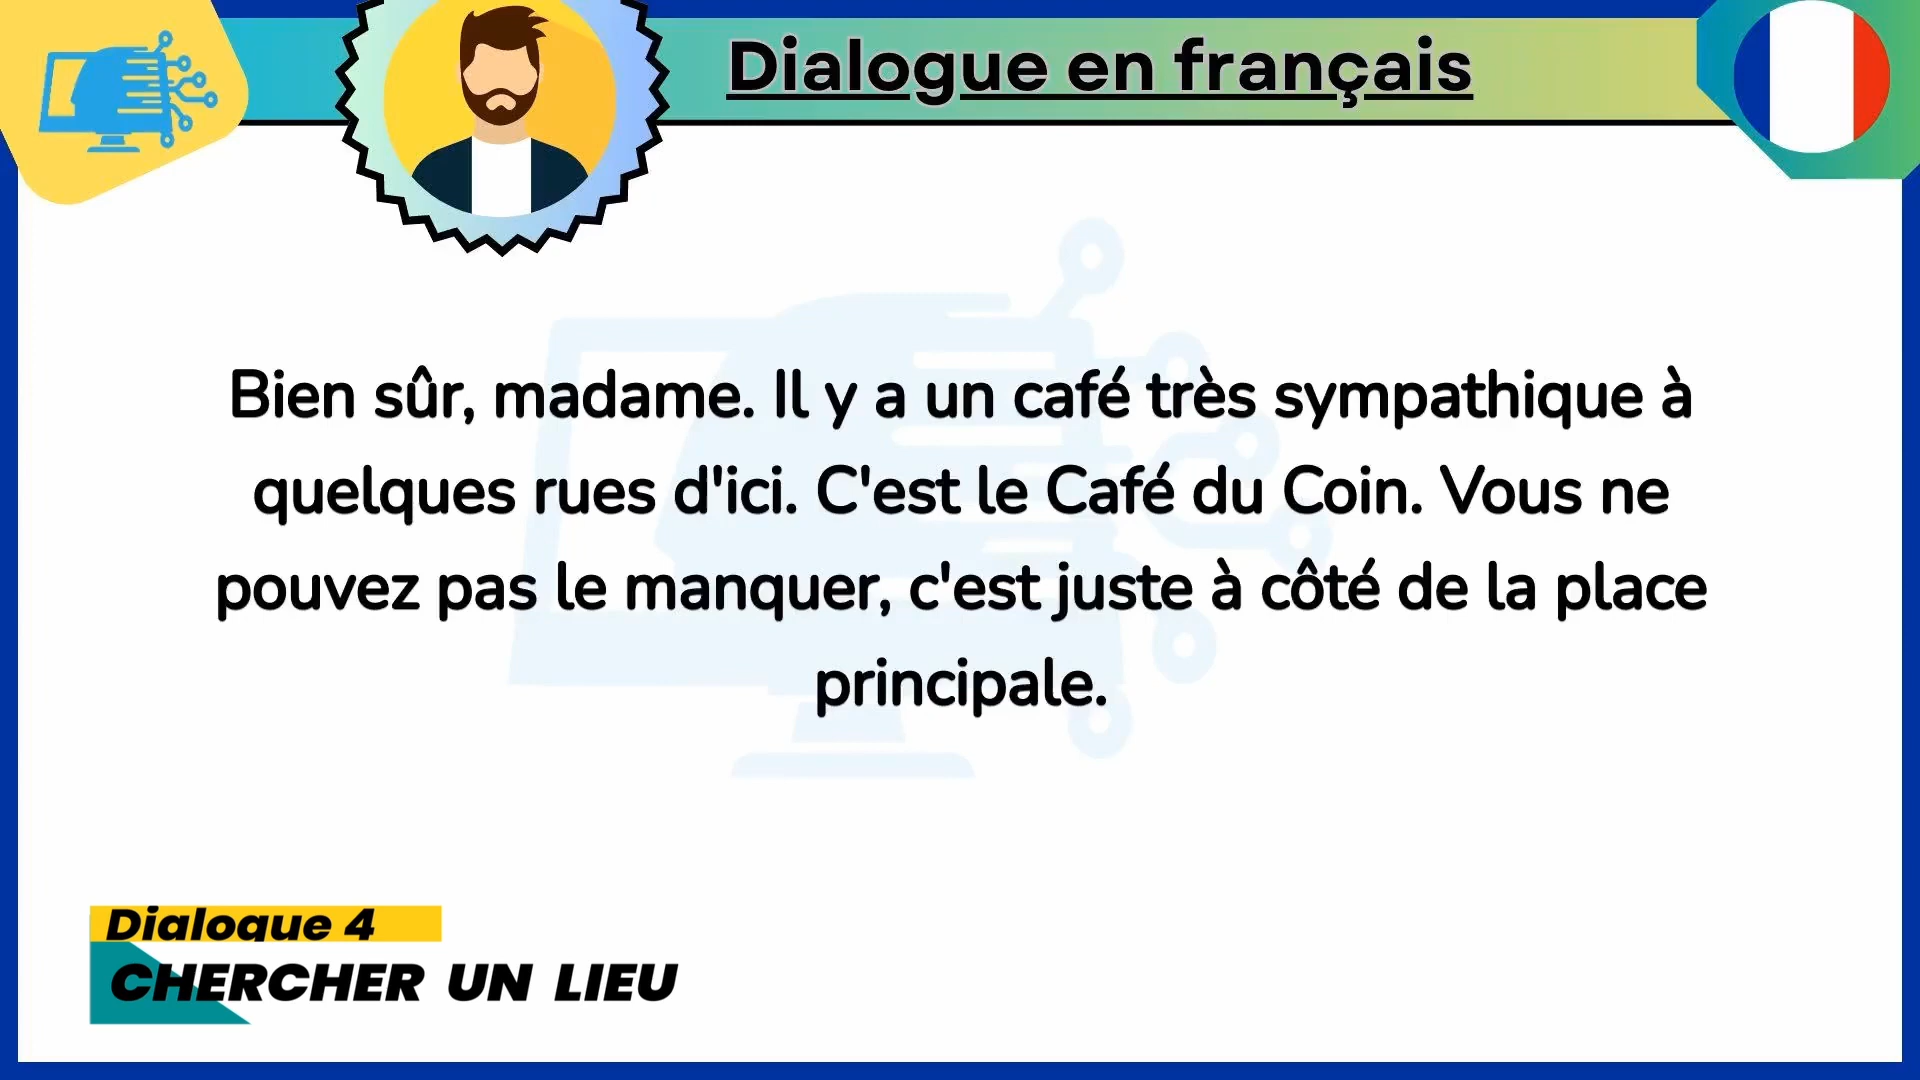 Dialogue en français
Bien sûr, madame. Il y a un café très sympathique à
quelques rues d'ici. C'est le Café du Coin. Vous ne
pouvez pas le manquer, c'est juste à côté de la place
principale.
Dialogue 4
CHERCHER UN LIEU